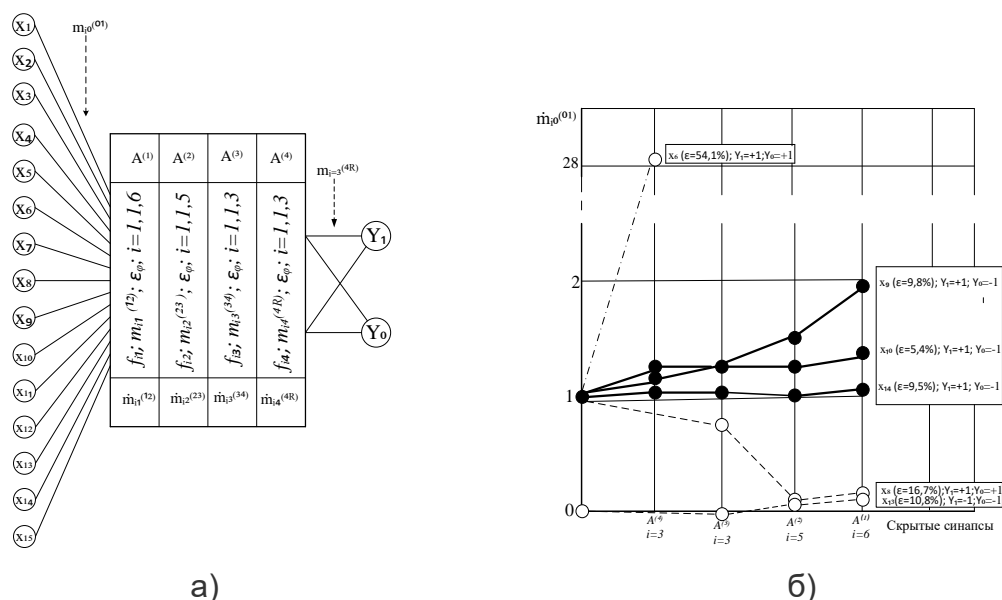 x1
x2
x3
x4
x5
x6
x7
x8
x9
x10
x11
x12
x13
x14
x15
mi0(01)
A(1) A(2) A(3) A(4)
fi1; mi1(12); εφ; i=1,1,6
fi2; mi2(23); εφ; i=1,1,5
fi3; mi3(34); εφ; i=1,1,3
fi4; mi4(4R); εφ; i=1,1,3
ṁi1(12) ṁi2(23) ṁi3(34) ṁi4(4R)
mi=3(4R)
Y1
Y0
а)
ṁi0(01)
28
2
1
0
x6 (ε=54,1%); Y1=+1;Y0=+1
x9 (ε=9,8%); Y1=+1; Y0=-1
x10 (ε=5,4%); Y1=+1; Y0=-1
x14 (ε=9,5%); Y1=+1; Y0=-1
x8 (ε=16,7%);Y1=+1;Y0=+1
x13(ε=10,8%); Y1=-1;Y0=-1
A(4) A(3) A(2) A(1)
i=3 i=3 i=5 i=6
Скрытые синапсы
б)